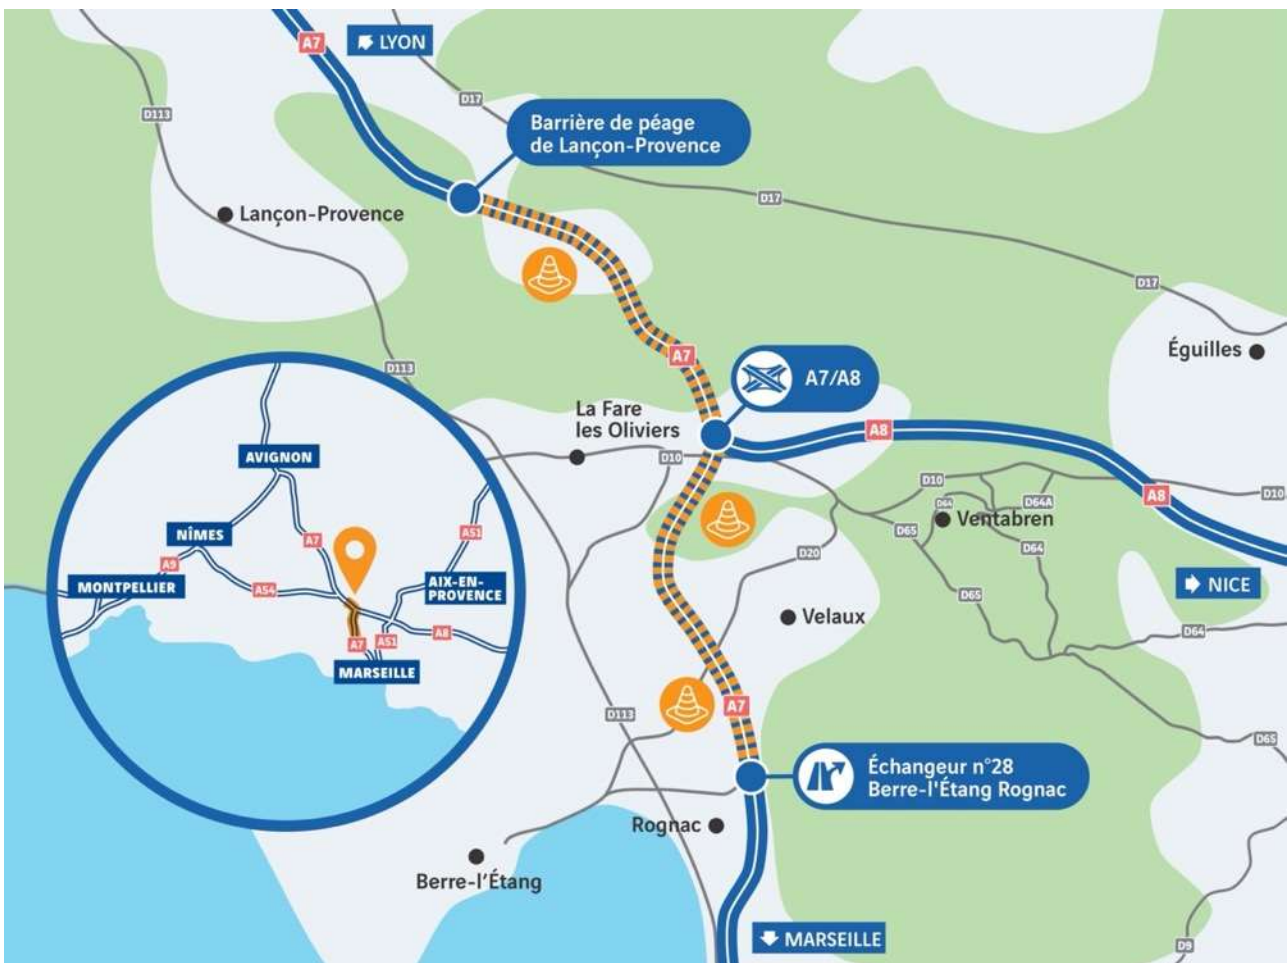 A7
LYON
D17
D113
Barrière de péage
de Lançon-Provence
D17
Lançon-Provence
D17
Éguilles
A7
A7/A8
D113
La Fare
les Oliviers
A8
D10
D10
A8
D10
D64
D64A
Ventabren
D65
D64
D20
NICE
D65
Velaux
D64
AVIGNON
NÎMES
A7
A51
A9
MONTPELLIER
A54
AIX-EN-
PROVENCE
A51
A8
A7
MARSEILLE
A7
D113
D65
Échangeur n°28
Berre-l'Étang Rognac
Rognac
Berre-l'Étang
MARSEILLE
D9